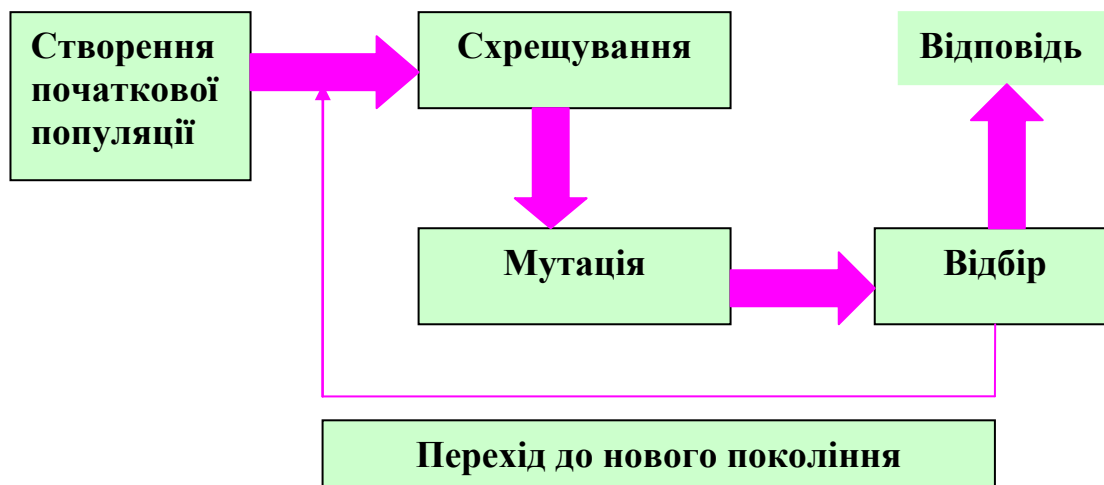 Створення
початкової
популяції
Схрещування
Відповідь
Мутація
Відбір
Перехід до нового покоління